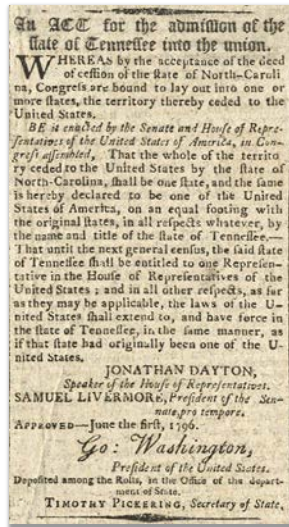 An ACT for the admission of the
ſtate of Tenneſſee into the union.
WHEREAS by the acceptance of the deed
of ceſſion of the ſtate of North-Caroli
na, Congreſs are bound to lay out into one or
more ſtates, the territory thereby ceded to the
United States.
BE it enacted by the Senate and Houſe of Repre-
ſentatives of the United States of America, in Con-
greſs aſſembled, That the whole of the territo
ry ceded to the United States by the ſtate of
North-Carolina, ſhall be one ſtate, and the ſame
is hereby declared to be one of the United
States of America, on an equal footing with
the original ſtates, in all reſpects whatever, by
the name and title of the ſtate of Tenneſſee.—
That until the next general cenſus, the ſaid ſtate
of Tenneſſee ſhall be entitled to one Repreſen-
tative in the Houſe of Repreſentatives of the
United States ; and in all other reſpects, as far
as they may be applicable, the laws of the U-
nited States ſhall extend to, and have force in
the ſtate of Tenneſſee, in the ſame manner, as
if that ſtate had originally been one of the U-
nited States.
JONATHAN DAYTON,
Speaker of the Houſe of Repreſentatives.
SAMUEL LIVERMORE, Preſident of the Sen-
nate, pro tempore.
APPROVED—June the firſt, 1796.
Go: Waſhington,
Preſident of the United States.
Depoſited among the Rolls, in the Office of the depart-
ment of State.
TIMOTHY PICKERING, Secretary of State.